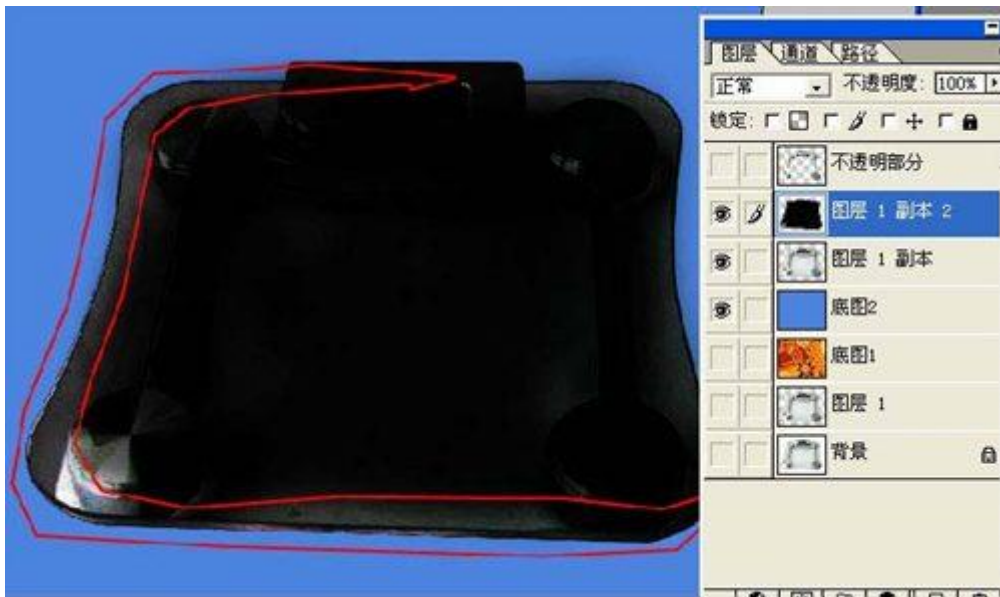 图层 通道 路径
正常 不透明度: 100%
锁定:
不透明部分
图层 1 副本 2
图层 1 副本
底图2
底图1
图层 1
背景